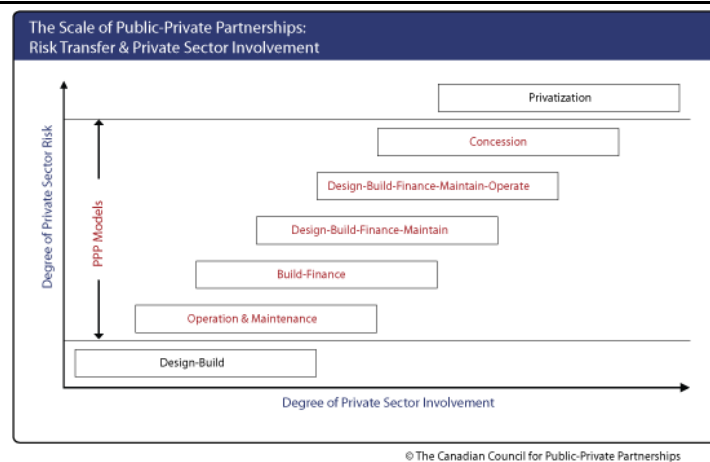 The Scale of Public-Private Partnerships:
Risk Transfer & Private Sector Involvement
Privatization
Concession
Design-Build-Finance-Maintain-Operate
Design-Build-Finance-Maintain
Build-Finance
Operation & Maintenance
Design-Build
PPP Models
Degree of Private Sector Risk
Degree of Private Sector Involvement
© The Canadian Council for Public-Private Partnerships